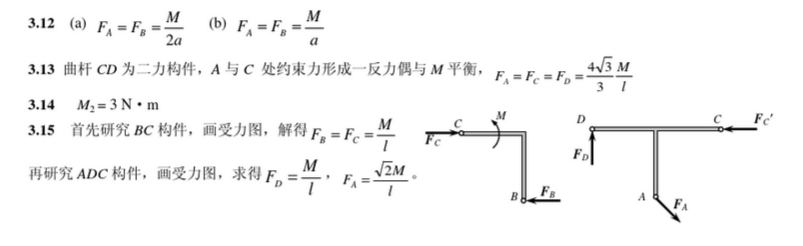 3.12 (a) F_A = F_B = M/2a (b) F_A = F_B = M/a
3.13 曲杆 CD 为二力构件，A 与 C 处约束力形成一反力偶与 M 平衡， F_A = F_C = F_D = 4√3/3 M/l
3.14 M₂ = 3 N·m
3.15 首先研究 BC 构件，画受力图，解得 F_B = F_C = M/l
再研究 ADC 构件，画受力图，求得 F_D = M/l ， F_A = √2M/l 。
F_C C M B F_B
D C F_C' F_D A F_A